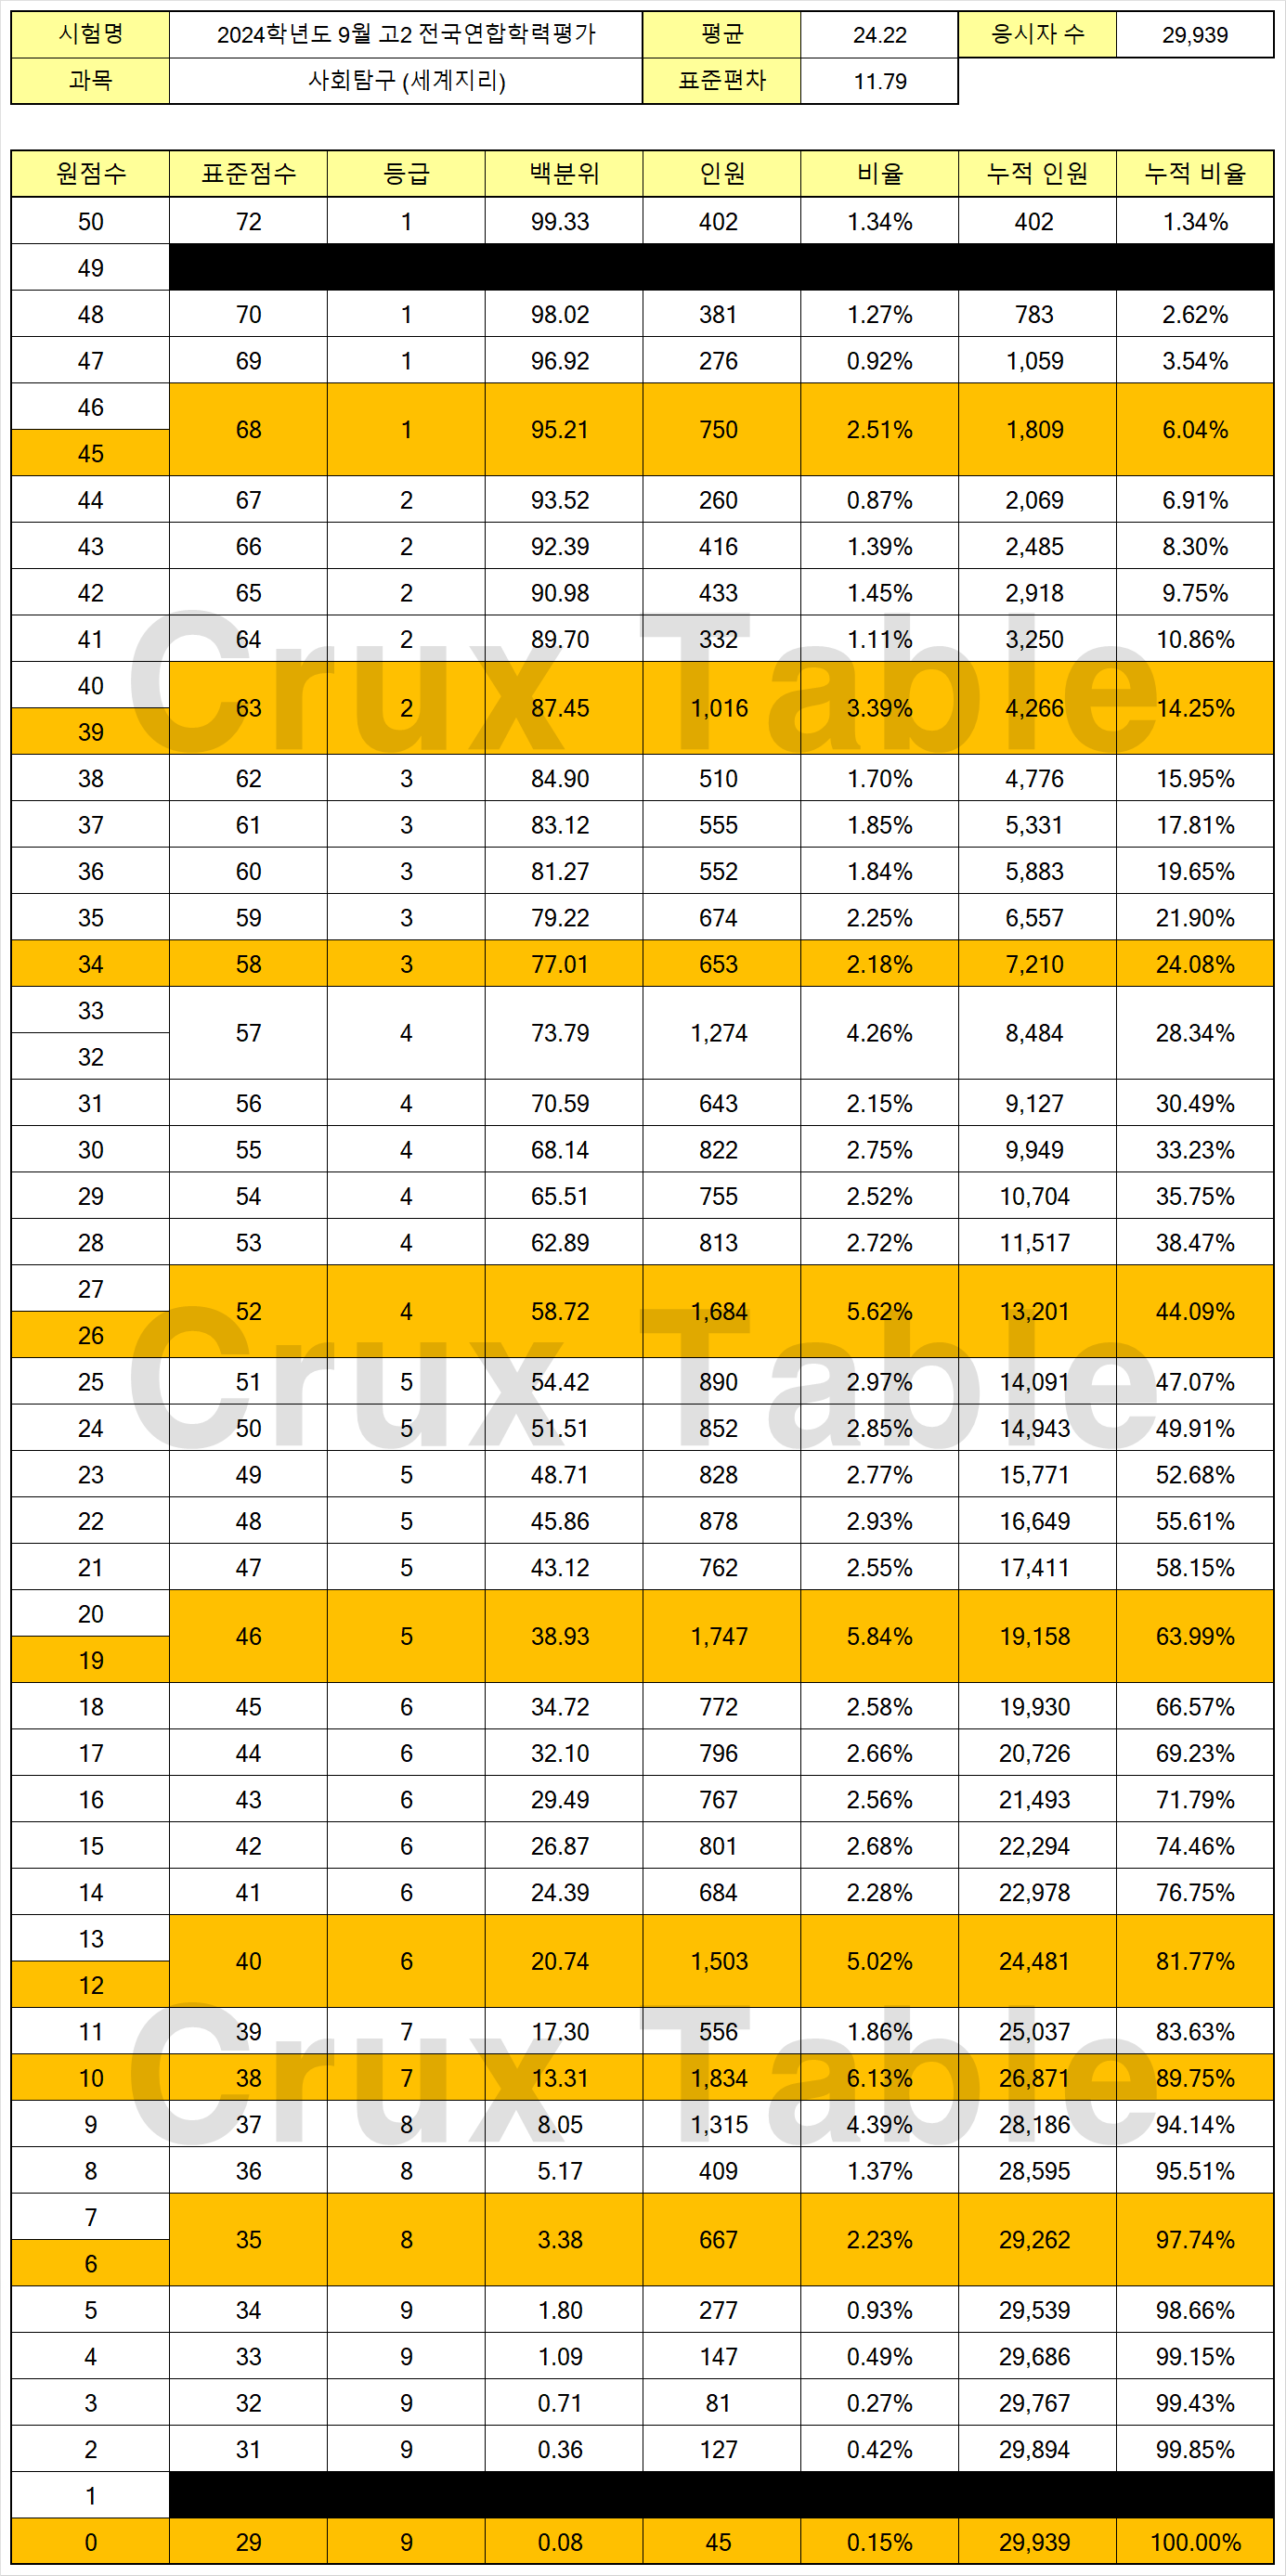 시험명 2024학년도 9월 고2 전국연합학력평가 평균 24.22 응시자 수 29,939
과목 사회탐구 (세계지리) 표준편차 11.79
원점수 표준점수 등급 백분위 인원 비율 누적 인원 누적 비율
50 72 1 99.33 402 1.34% 402 1.34%
49
48 70 1 98.02 381 1.27% 783 2.62%
47 69 1 96.92 276 0.92% 1,059 3.54%
46
68 1 95.21 750 2.51% 1,809 6.04%
45
44 67 2 93.52 260 0.87% 2,069 6.91%
43 66 2 92.39 416 1.39% 2,485 8.30%
42 65 2 90.98 433 1.45% 2,918 9.75%
41 64 2 89.70 332 1.11% 3,250 10.86%
Crux Table
40
63 2 87.45 1,016 3.39% 4,266 14.25%
39
38 62 3 84.90 510 1.70% 4,776 15.95%
37 61 3 83.12 555 1.85% 5,331 17.81%
36 60 3 81.27 552 1.84% 5,883 19.65%
35 59 3 79.22 674 2.25% 6,557 21.90%
34 58 3 77.01 653 2.18% 7,210 24.08%
33
57 4 73.79 1,274 4.26% 8,484 28.34%
32
31 56 4 70.59 643 2.15% 9,127 30.49%
30 55 4 68.14 822 2.75% 9,949 33.23%
29 54 4 65.51 755 2.52% 10,704 35.75%
28 53 4 62.89 813 2.72% 11,517 38.47%
27
52 4 58.72 1,684 5.62% 13,201 44.09%
26
Crux Table
25 51 5 54.42 890 2.97% 14,091 47.07%
24 50 5 51.51 852 2.85% 14,943 49.91%
23 49 5 48.71 828 2.77% 15,771 52.68%
22 48 5 45.86 878 2.93% 16,649 55.61%
21 47 5 43.12 762 2.55% 17,411 58.15%
20
46 5 38.93 1,747 5.84% 19,158 63.99%
19
18 45 6 34.72 772 2.58% 19,930 66.57%
17 44 6 32.10 796 2.66% 20,726 69.23%
16 43 6 29.49 767 2.56% 21,493 71.79%
15 42 6 26.87 801 2.68% 22,294 74.46%
14 41 6 24.39 684 2.28% 22,978 76.75%
13
40 6 20.74 1,503 5.02% 24,481 81.77%
12
11 39 7 17.30 556 1.86% 25,037 83.63%
Crux Table
10 38 7 13.31 1,834 6.13% 26,871 89.75%
9 37 8 8.05 1,315 4.39% 28,186 94.14%
8 36 8 5.17 409 1.37% 28,595 95.51%
7
35 8 3.38 667 2.23% 29,262 97.74%
6
5 34 9 1.80 277 0.93% 29,539 98.66%
4 33 9 1.09 147 0.49% 29,686 99.15%
3 32 9 0.71 81 0.27% 29,767 99.43%
2 31 9 0.36 127 0.42% 29,894 99.85%
1
0 29 9 0.08 45 0.15% 29,939 100.00%